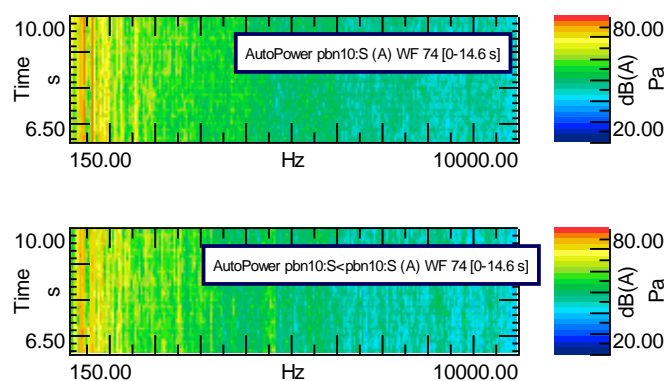 10.00
Time
s
6.50
AutoPower pbn10:S (A) WF 74 [0-14.6 s]
150.00 Hz 10000.00
80.00
dB(A)
Pa
20.00
10.00
Time
s
6.50
AutoPower pbn10:S<pbn10:S (A) WF 74 [0-14.6 s]
150.00 Hz 10000.00
80.00
dB(A)
Pa
20.00